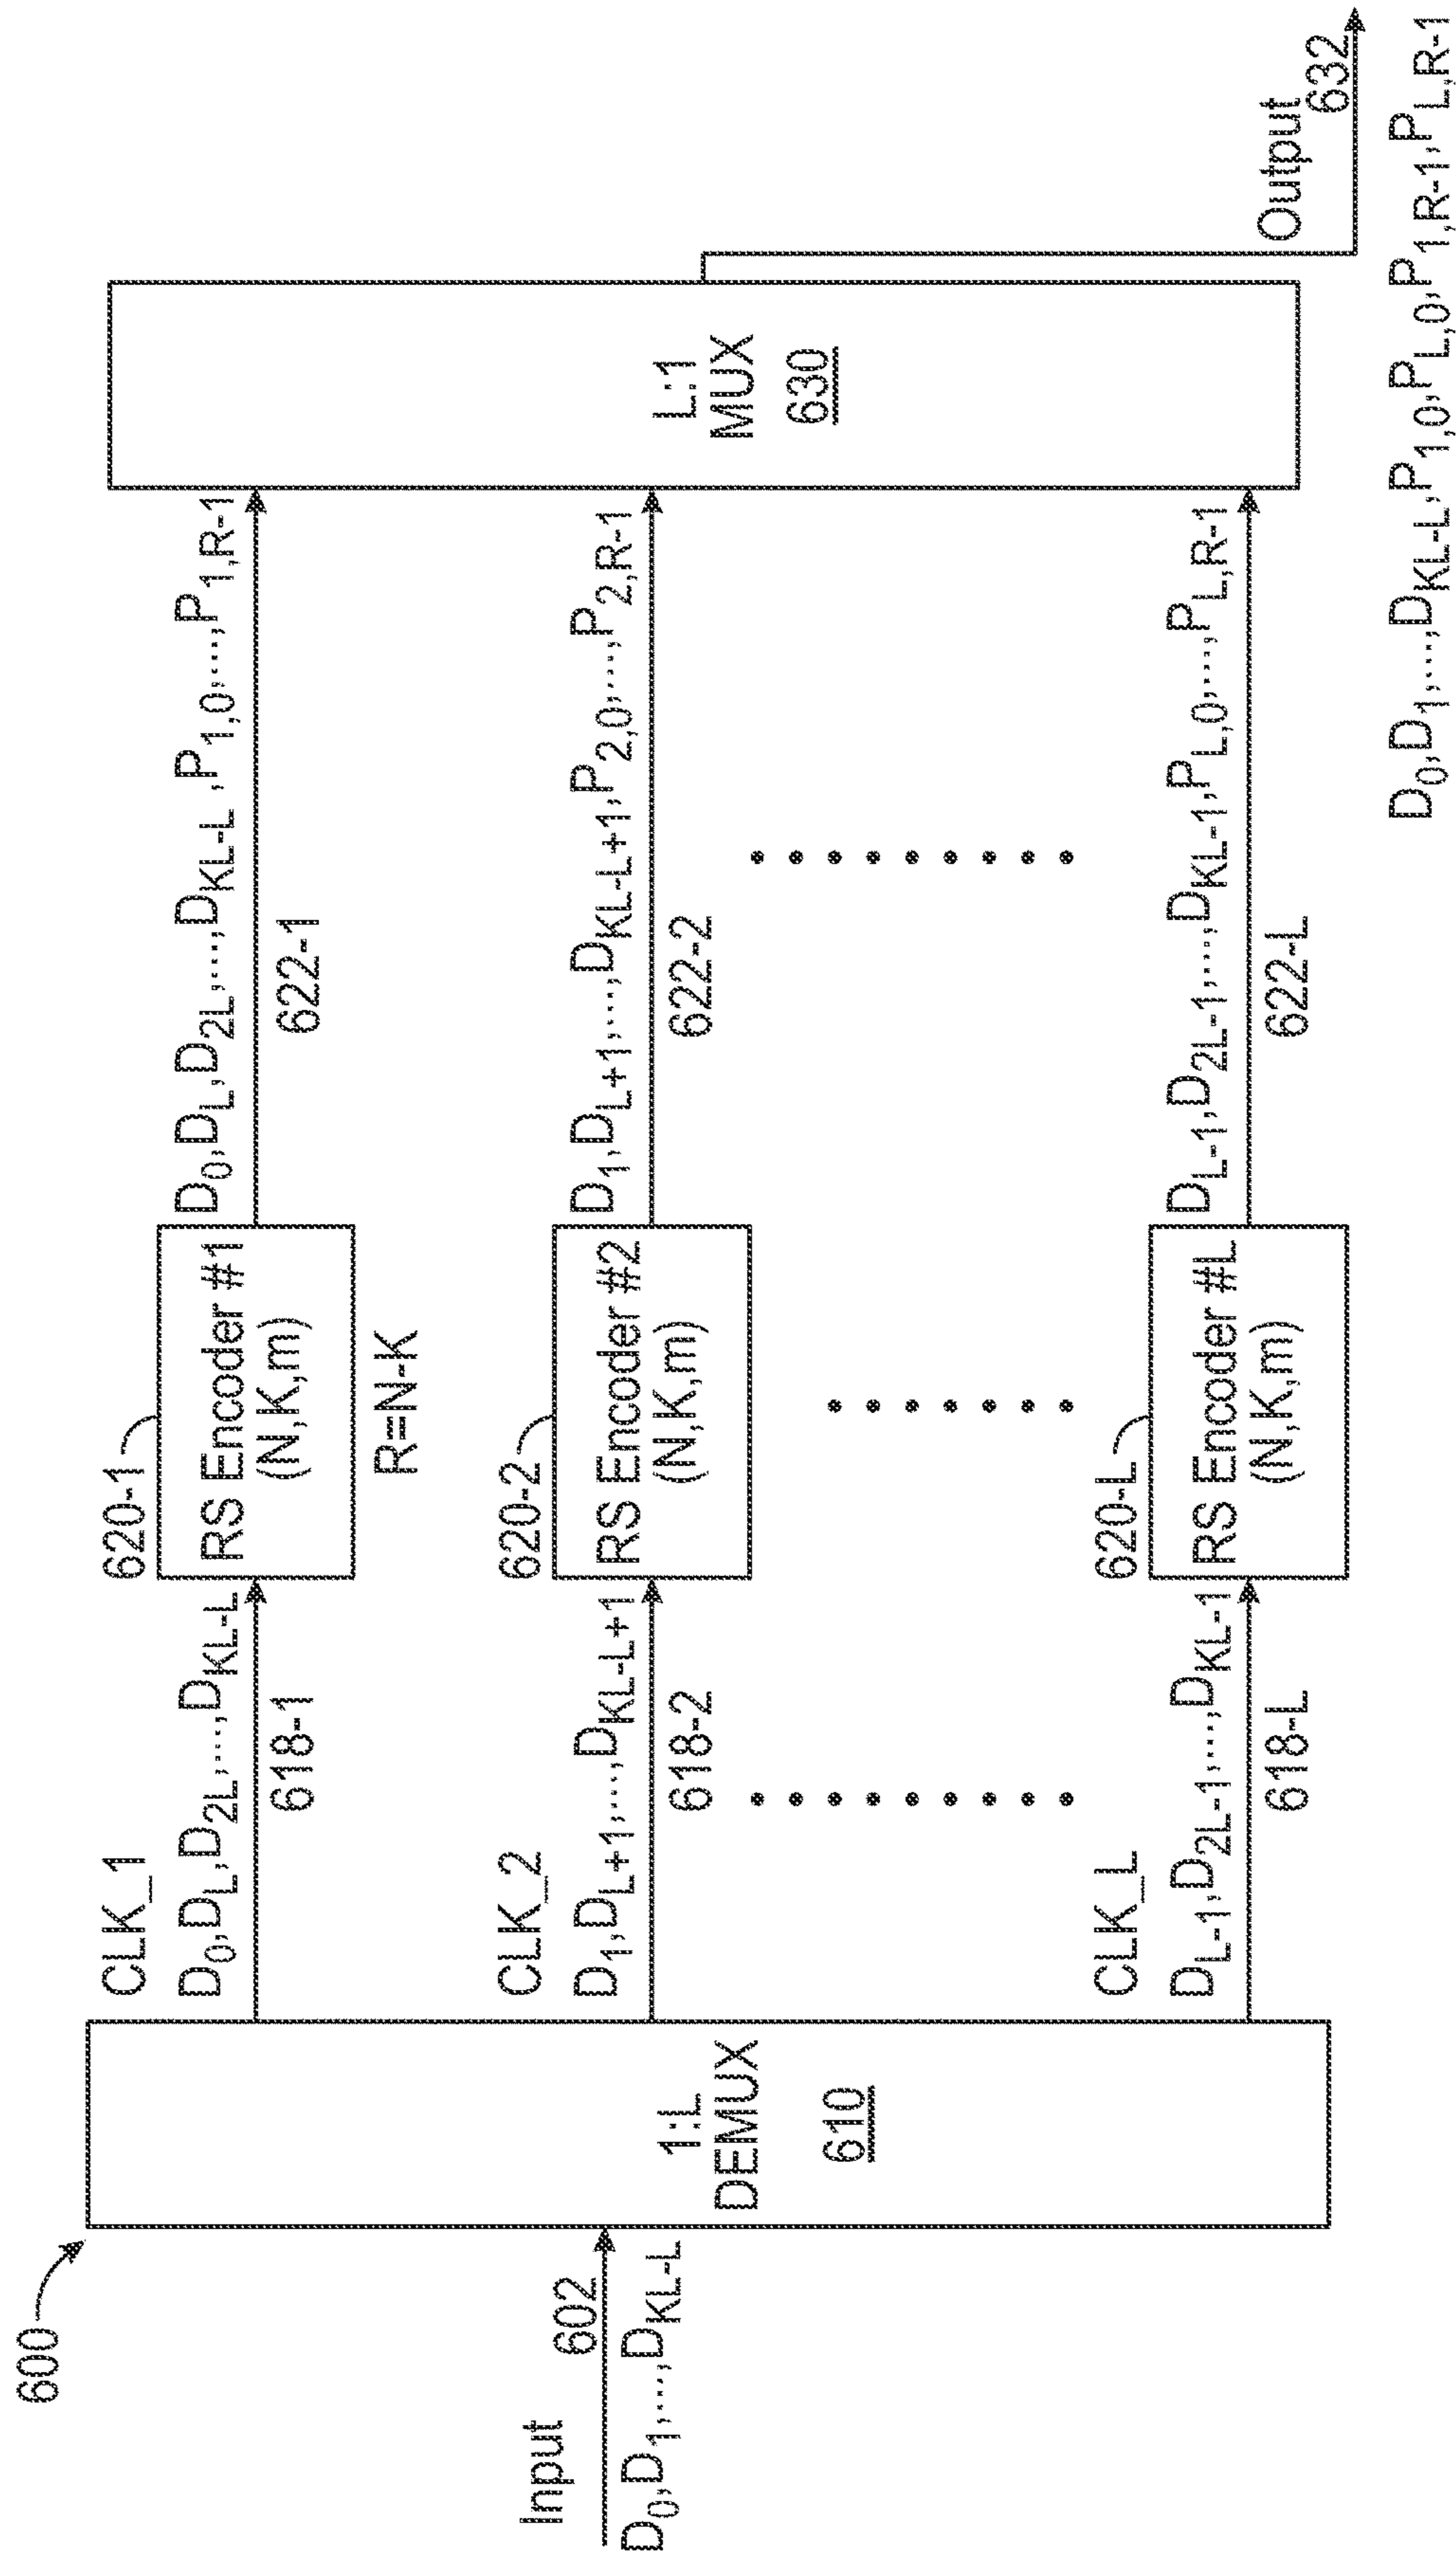 600
Input
602
D0,D1,...,DKL-L
1:L
DEMUX
610
CLK_1
D0,DL,D2L,...,DKL-L
618-1
CLK_2
D1,DL+1,...,DKL-L+1
618-2
CLK_L
DL-1,D2L-1,...,DKL-1
618-L
620-1
RS Encoder #1
(N,K,m)
R=N-K
620-2
RS Encoder #2
(N,K,m)
620-L
RS Encoder #L
(N,K,m)
D0,DL,D2L,...,DKL-L,P1,0,...,P1,R-1
622-1
D1,DL+1,...,DKL-L+1,P2,0,...,P2,R-1
622-2
DL-1,D2L-1,...,DKL-1,PL,0,...,PL,R-1
622-L
L:1
MUX
630
Output
632
D0,D1,...,DKL-L,P1,0,PL,0,P1,R-1,PL,R-1